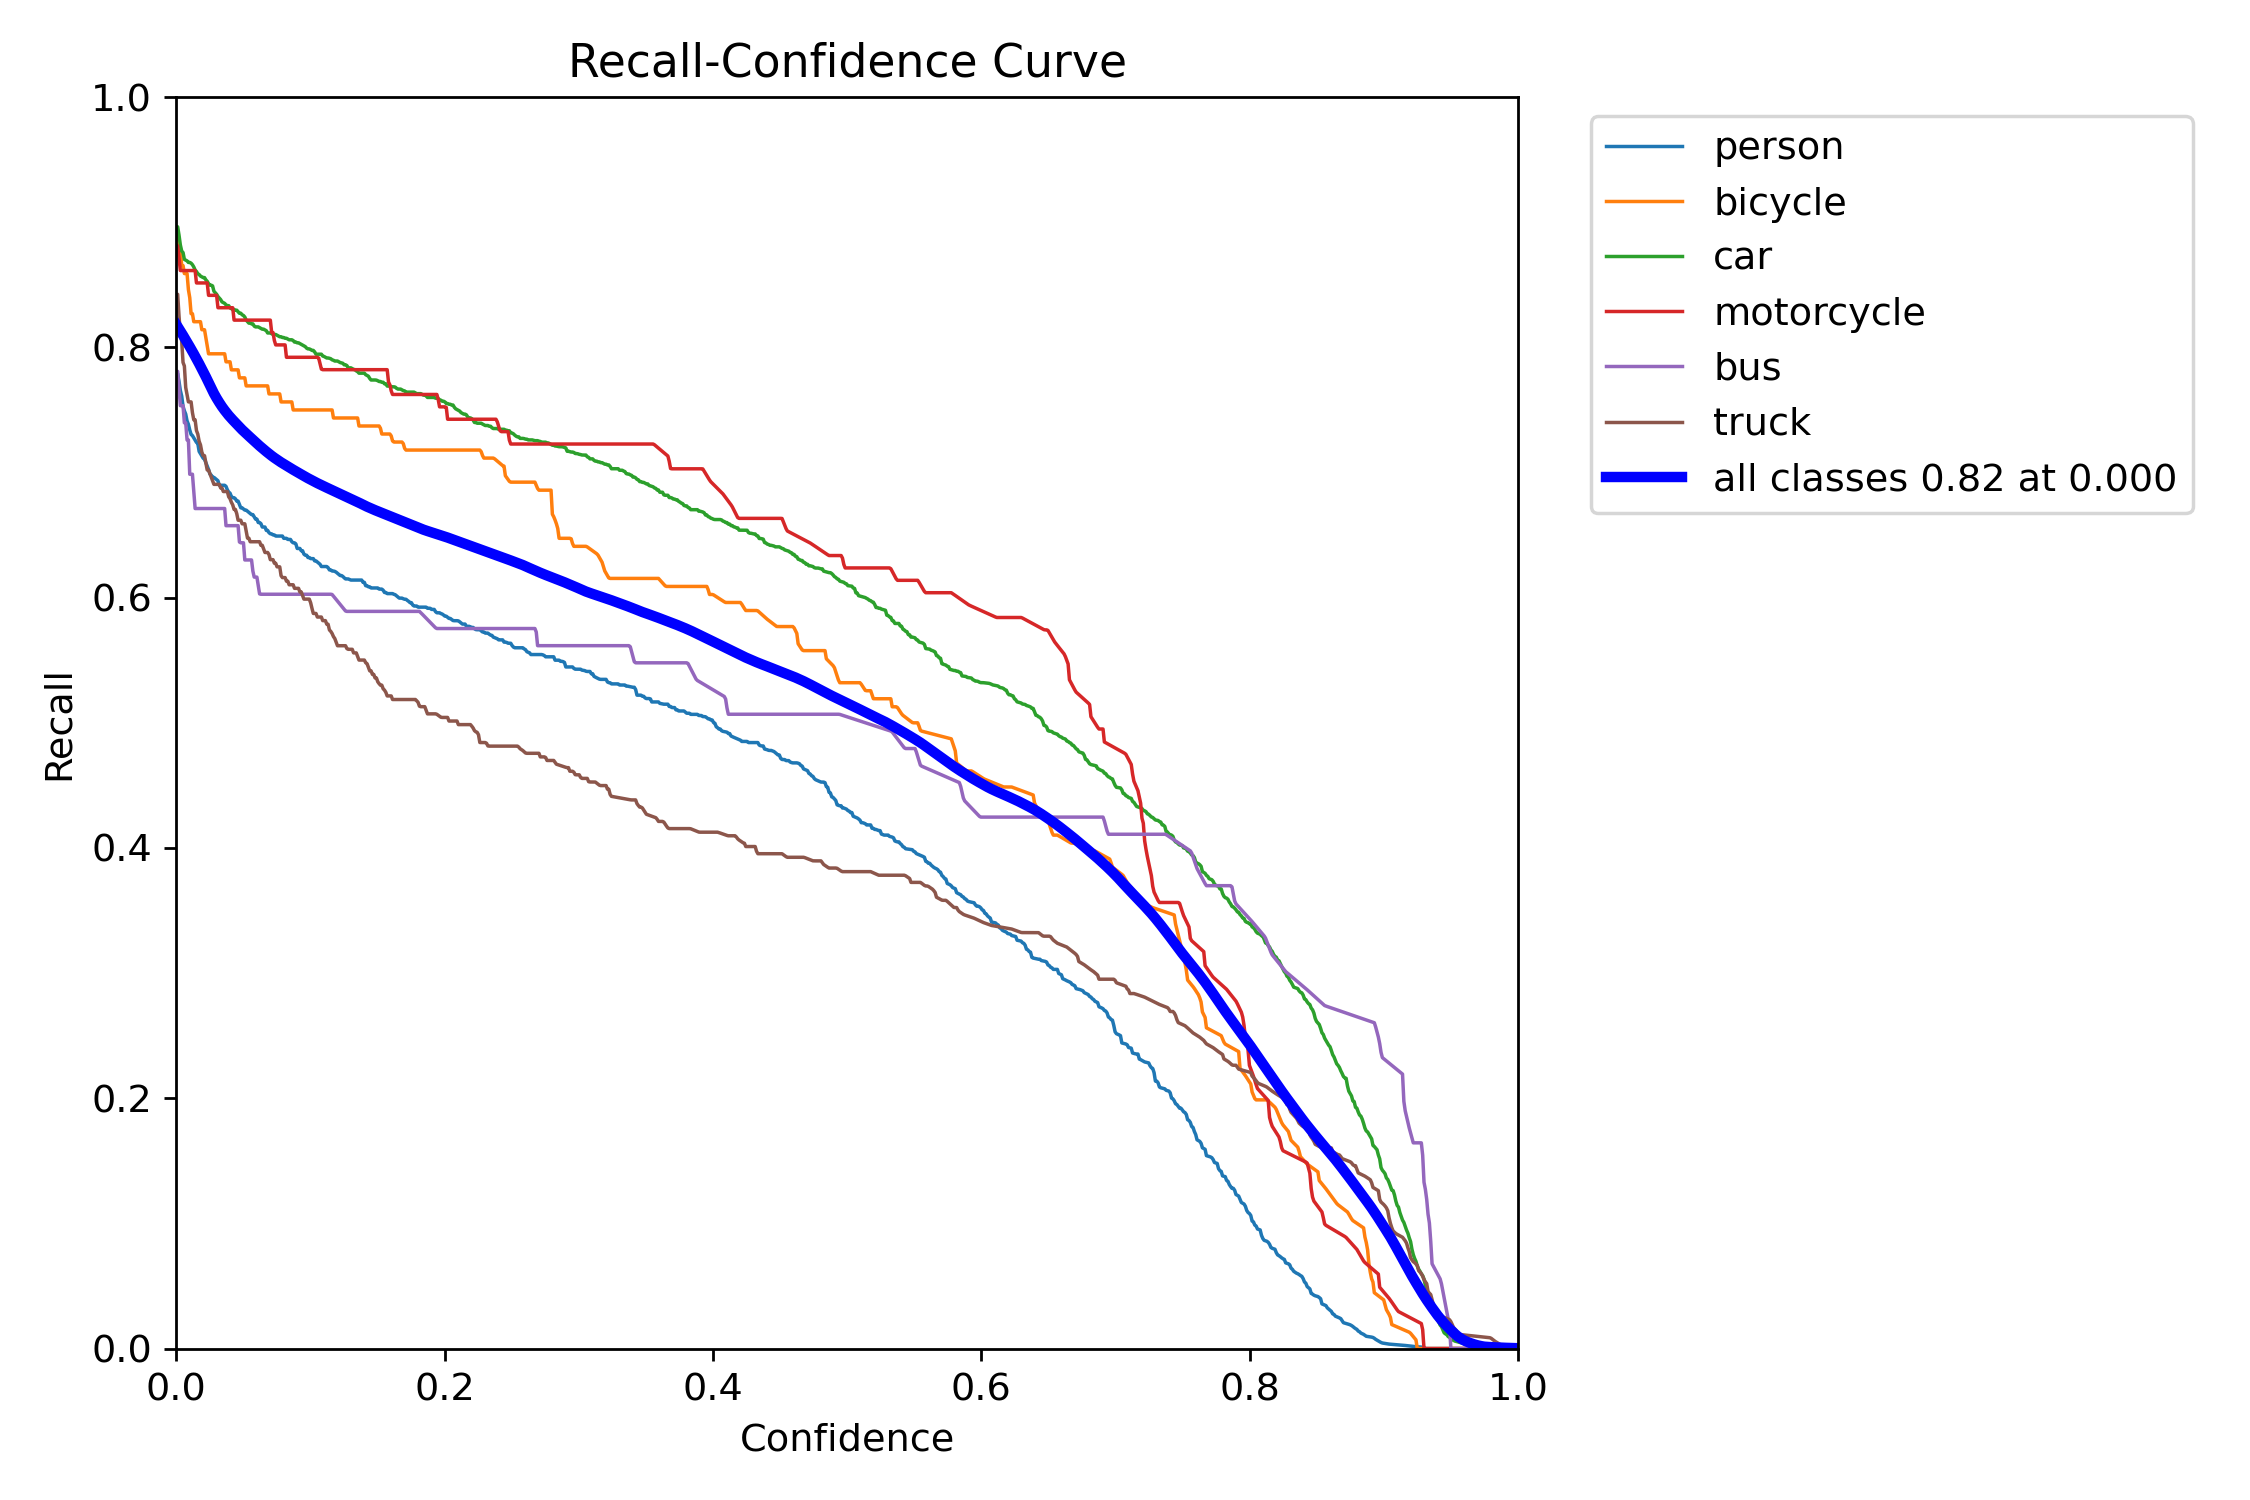 Recall-Confidence Curve
1.0
0.8
0.6
0.4
0.2
0.0
Recall
0.0 0.2 0.4 0.6 0.8 1.0
Confidence
person
bicycle
car
motorcycle
bus
truck
all classes 0.82 at 0.000